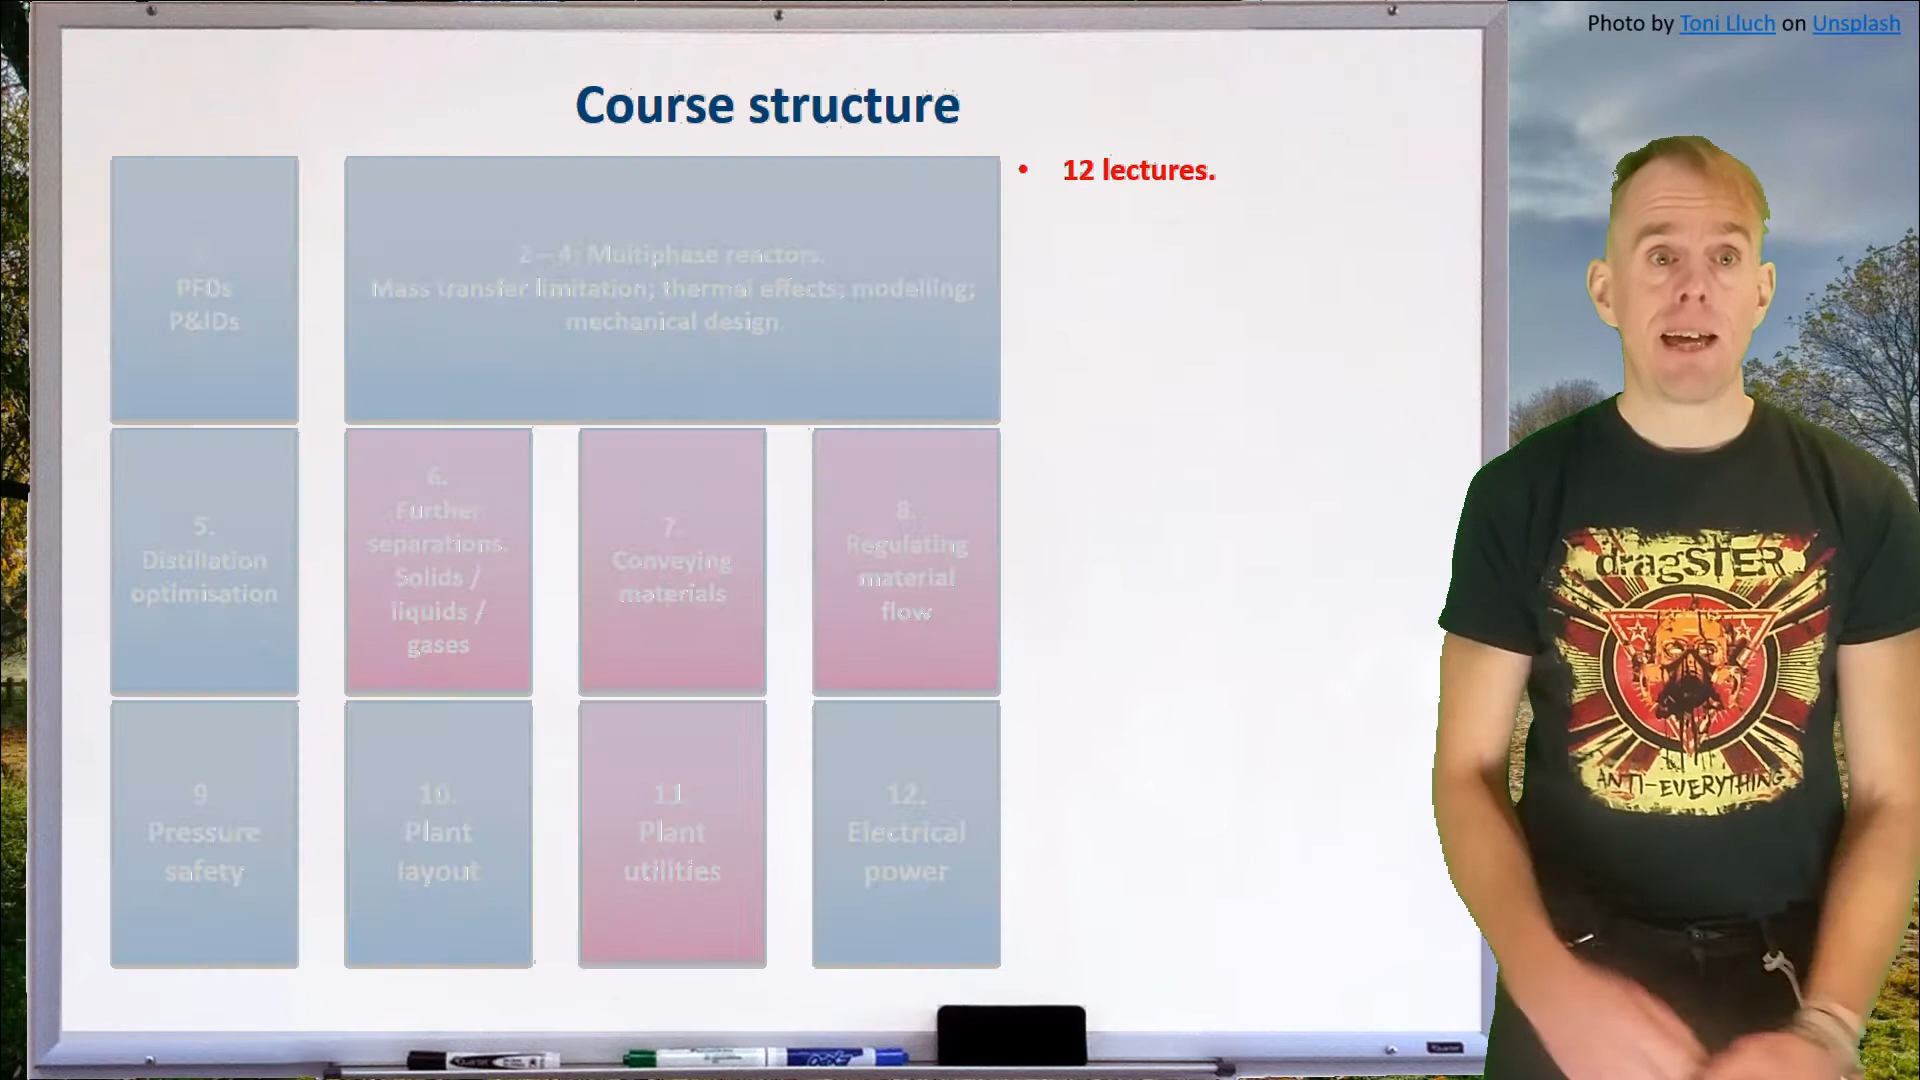 Photo by Toni Lluch on Unsplash
Course structure
• 12 lectures.
PFDs
P&IDs
2 – 4. Multiphase reactors.
Mass transfer limitation; thermal effects; modelling;
mechanical design
5.
Distillation
optimisation
6.
Further
separations.
Solids /
liquids /
gases
7.
Conveying
materials
8.
Regulating
material
flow
9
Pressure
safety
10.
Plant
layout
11
Plant
utilities
12.
Electrical
power
dragSTER
ANTI-EVERYTHING